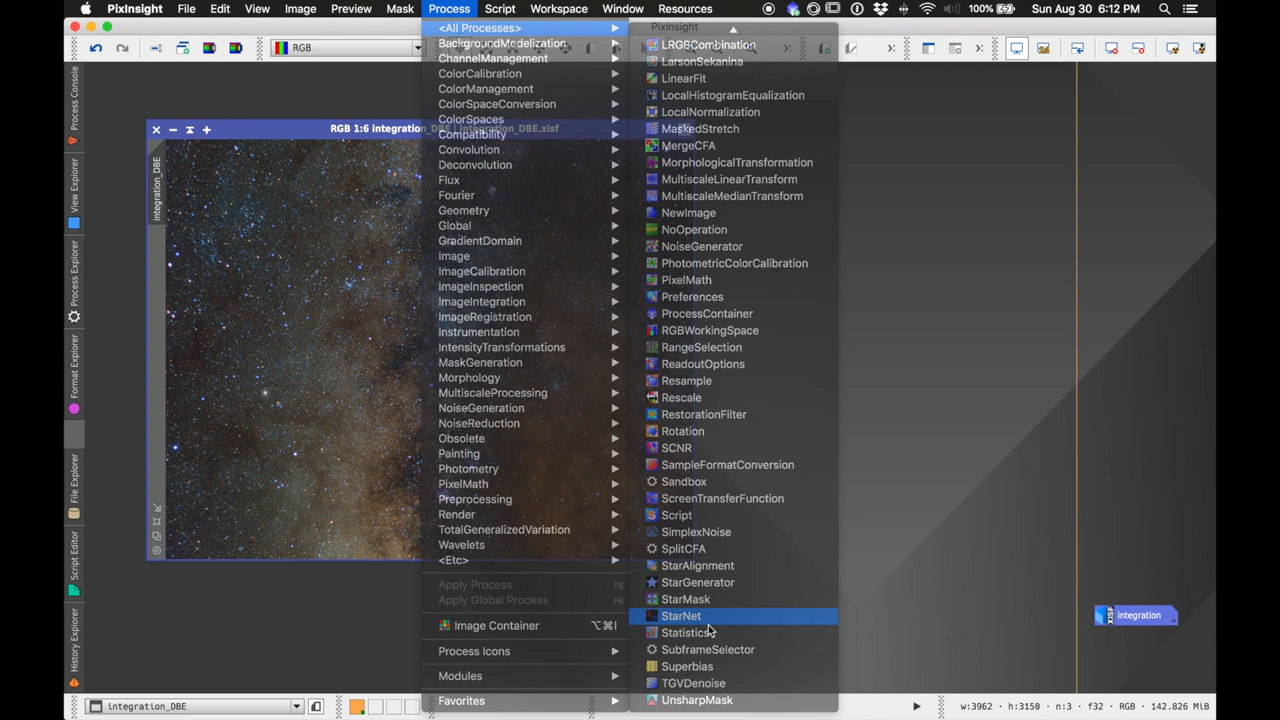 PixInsight File Edit View Image Preview Mask Process Script Workspace Window Resources 100% Sun Aug 30 6:12 PM
RGB
Process Console
View Explorer
Process Explorer
Format Explorer
File Explorer
Script Editor
History Explorer
RGB 1:6 integration_DBE | integration_DBE.xisf
integration_DBE
<All Processes>
BackgroundModelization
ChannelManagement
ColorCalibration
ColorManagement
ColorSpaceConversion
ColorSpaces
Compatibility
Convolution
Deconvolution
Flux
Fourier
Geometry
Global
GradientDomain
Image
ImageCalibration
ImageInspection
ImageIntegration
ImageRegistration
Instrumentation
IntensityTransformations
MaskGeneration
Morphology
MultiscaleProcessing
NoiseGeneration
NoiseReduction
Obsolete
Painting
Photometry
PixelMath
Preprocessing
Render
TotalGeneralizedVariation
Wavelets
<Etc>
Apply Process F5
Apply Global Process F6
Image Container ⌥⌘I
Process Icons
Modules
Favorites
PixInsight
LRGBCombination
LarsonSekanina
LinearFit
LocalHistogramEqualization
LocalNormalization
MaskedStretch
MergeCFA
MorphologicalTransformation
MultiscaleLinearTransform
MultiscaleMedianTransform
NewImage
NoOperation
NoiseGenerator
PhotometricColorCalibration
PixelMath
Preferences
ProcessContainer
RGBWorkingSpace
RangeSelection
ReadoutOptions
Resample
Rescale
RestorationFilter
Rotation
SCNR
SampleFormatConversion
Sandbox
ScreenTransferFunction
Script
SimplexNoise
SplitCFA
StarAlignment
StarGenerator
StarMask
StarNet
Statistics
SubframeSelector
Superbias
TGVDenoise
UnsharpMask
XISF
integration
integration_DBE
w:3962 h:3150 n:3 f32 RGB 142.826 MiB